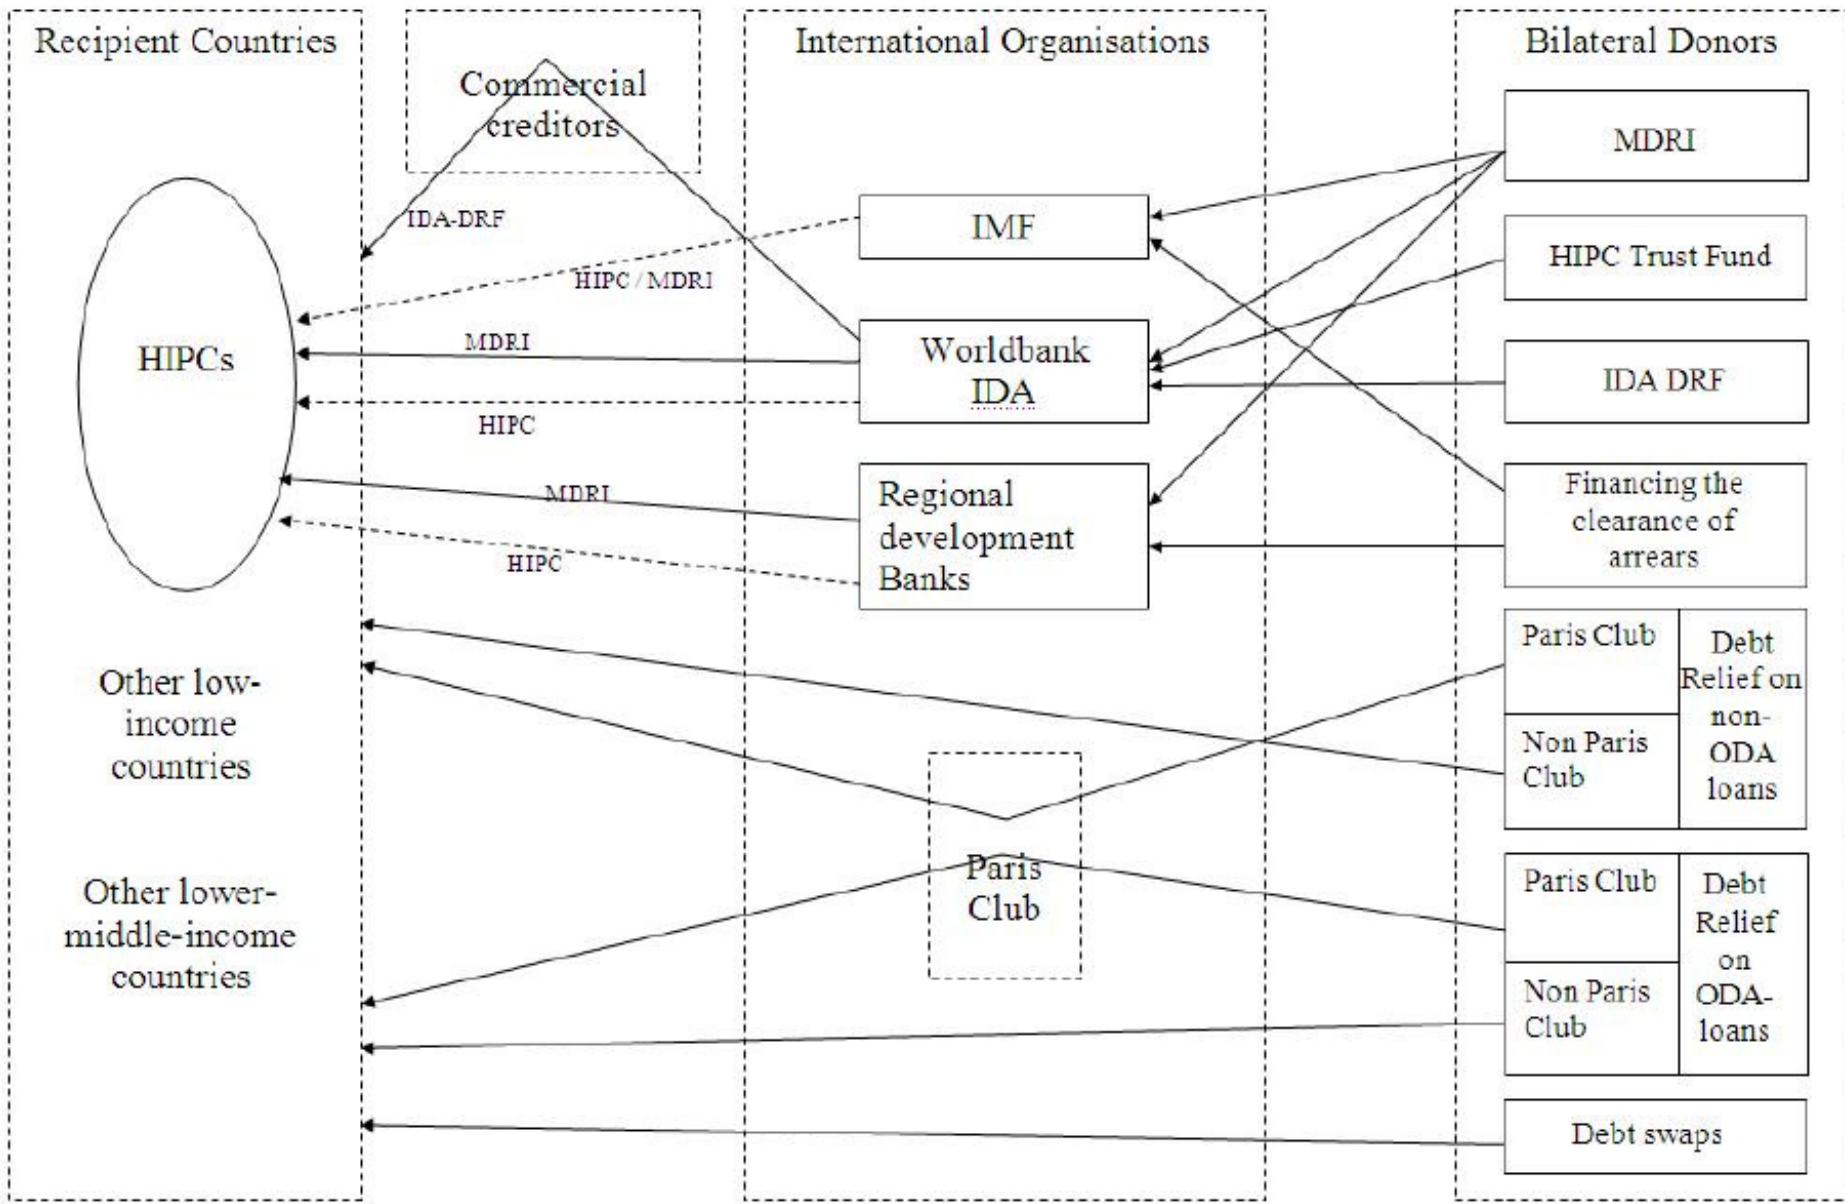 Recipient Countries
HIPCs
Other low-
income
countries
Other lower-
middle-income
countries
Commercial
creditors
IDA-DRF
HIPC / MDRI
MDRI
HIPC
MDRI
HIPC
International Organisations
IMF
Worldbank
IDA
Regional
development
Banks
Paris
Club
Bilateral Donors
MDRI
HIPC Trust Fund
IDA DRF
Financing the
clearance of
arrears
Paris Club
Non Paris
Club
Debt
Relief on
non-
ODA
loans
Paris Club
Non Paris
Club
Debt
Relief
on
ODA-
loans
Debt swaps